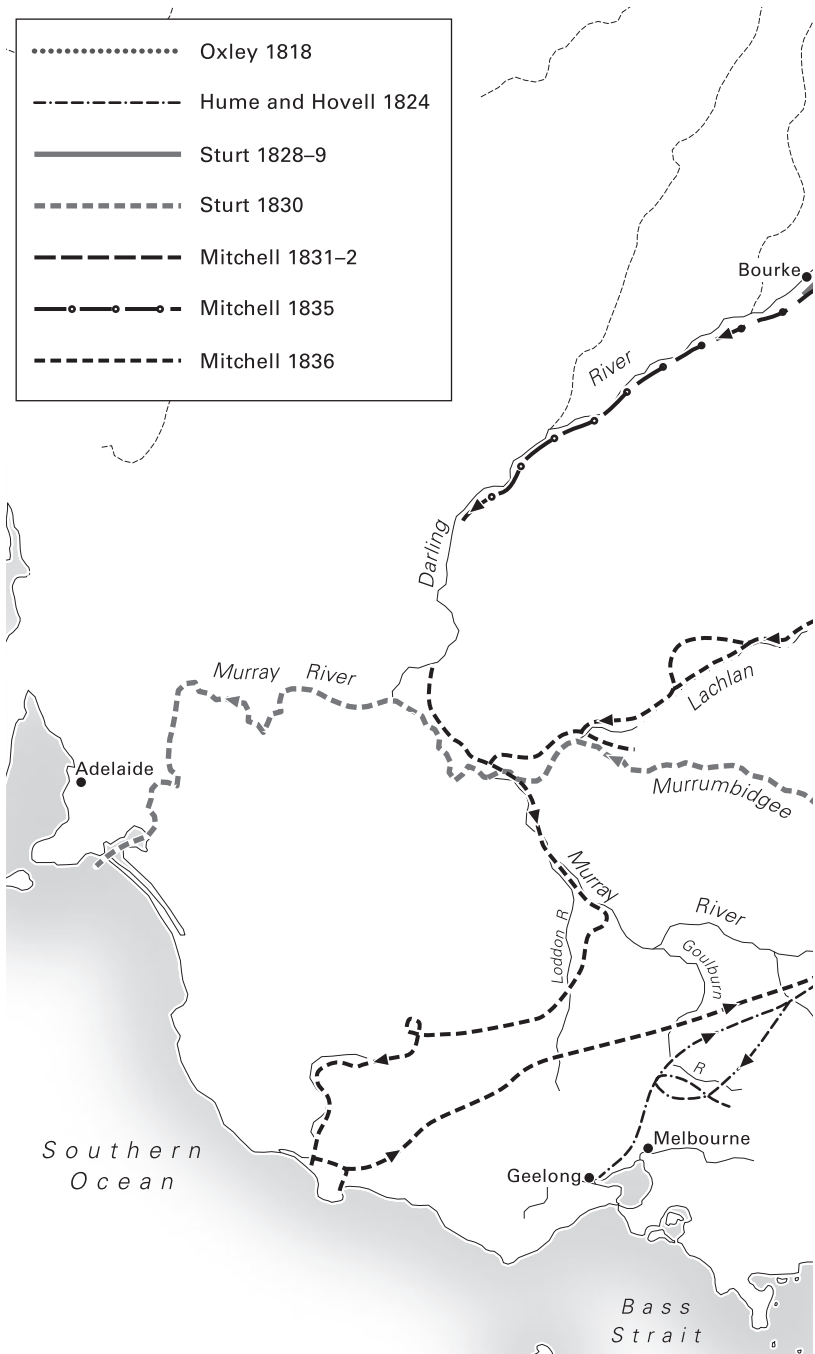 Oxley 1818
Hume and Hovell 1824
Sturt 1828–9
Sturt 1830
Mitchell 1831–2
Mitchell 1835
Mitchell 1836
Bourke
River
Darling
Murray River
Lachlan
Adelaide
Murrumbidgee
Murray
River
Loddon R
Goulburn
R
Melbourne
Geelong
Southern
Ocean
Bass
Strait